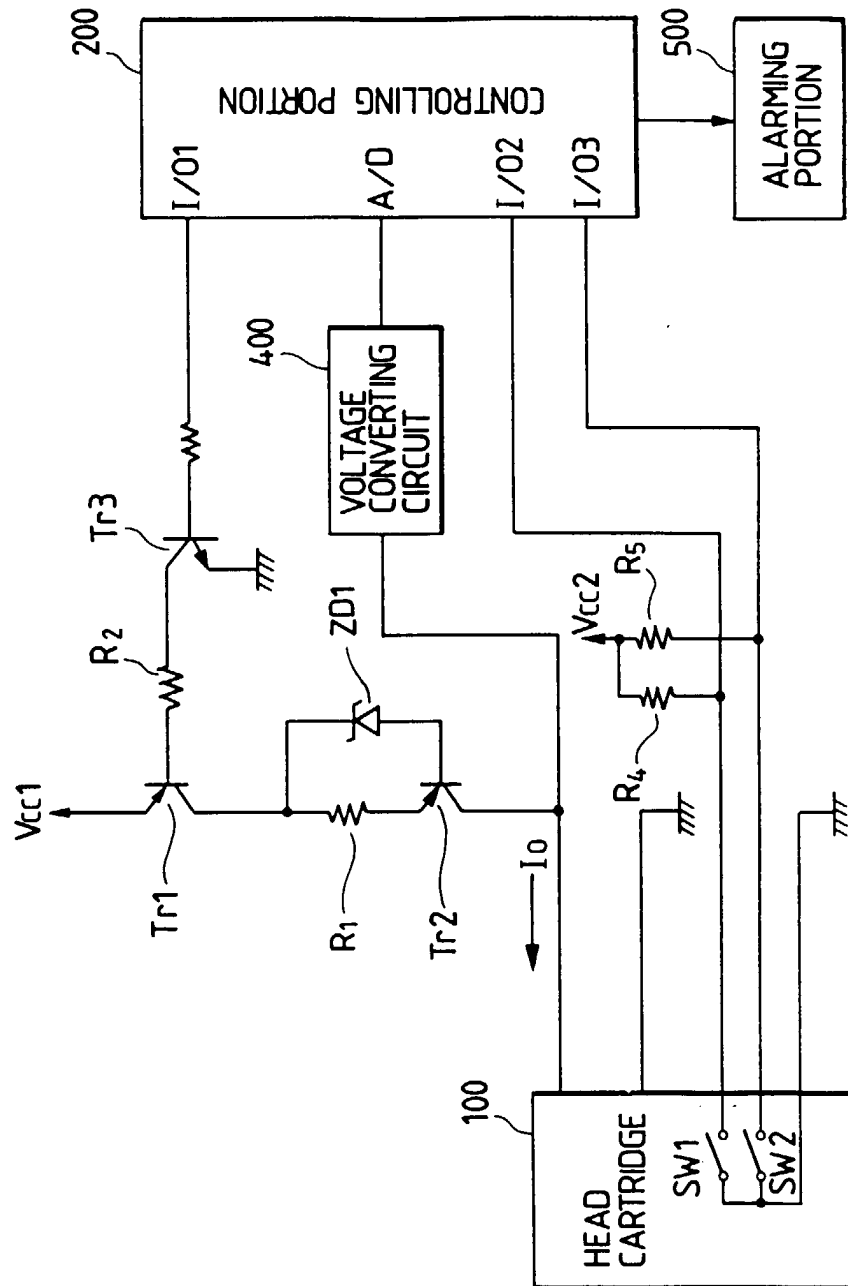 200
CONTROLLING PORTION
I/O1
A/D
I/O2
I/O3
500
ALARMING
PORTION
400
VOLTAGE
CONVERTING
CIRCUIT
Tr3
R2
Vcc1
Tr1
ZD1
R1
Tr2
I0
Vcc2
R5
R4
100
HEAD
CARTRIDGE
SW1
SW2